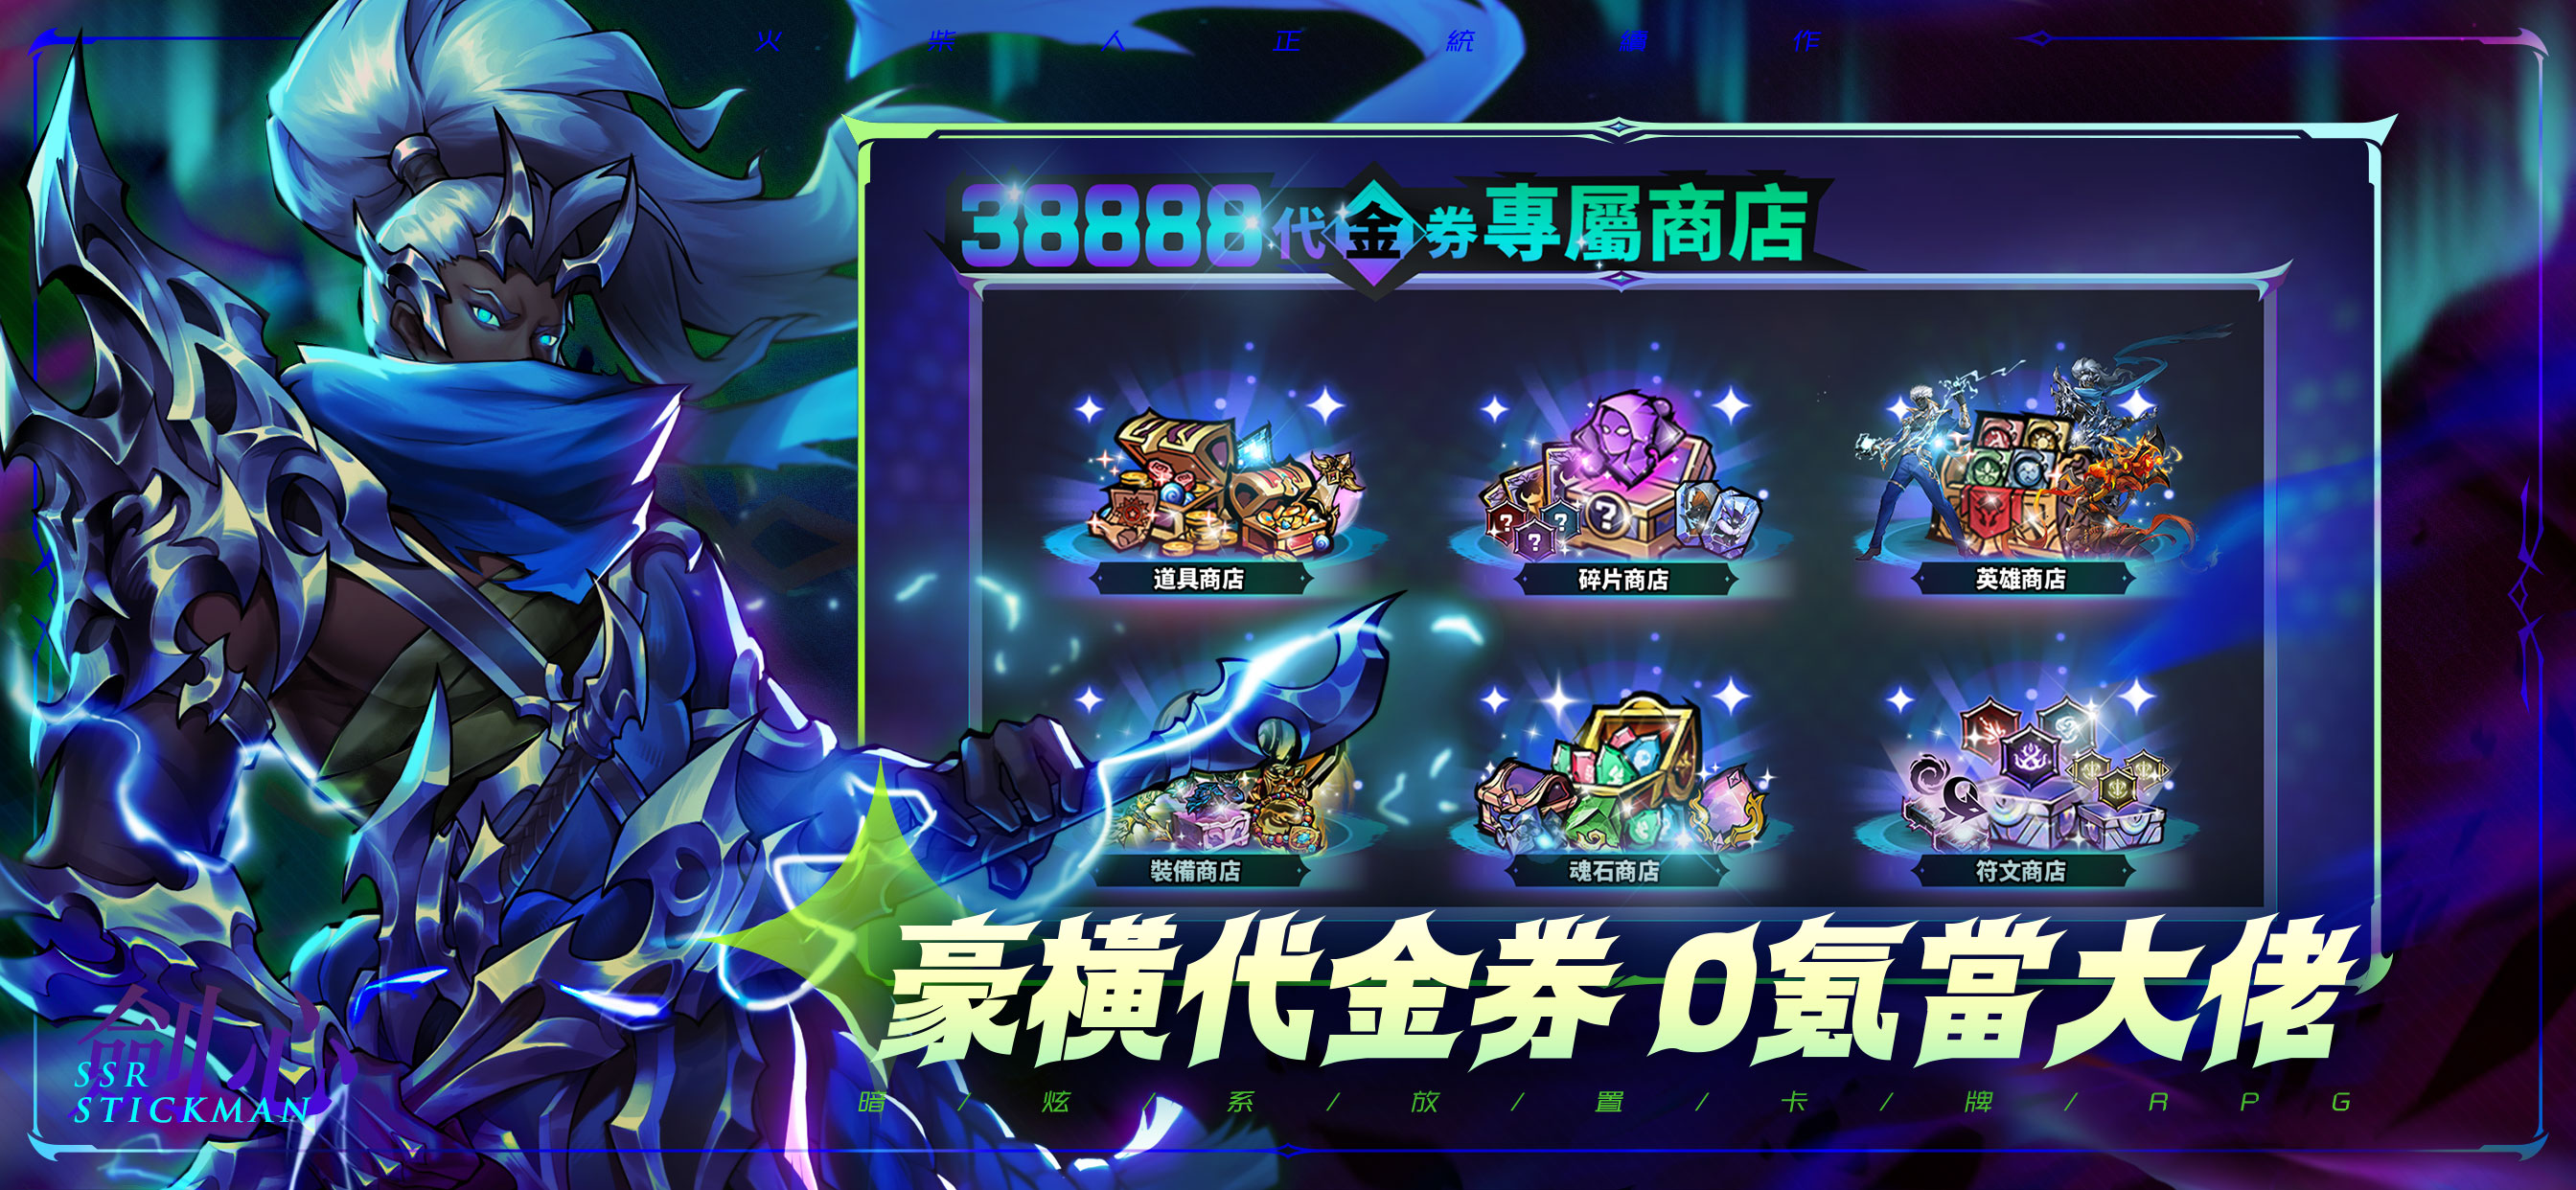 火柴人正統續作
38888代金券專屬商店
道具商店
碎片商店
英雄商店
裝備商店
魂石商店
符文商店
豪橫代金券 0氪當大佬
劍心
SSR
STICKMAN
暗/炫/系/放/置/卡/牌/RPG